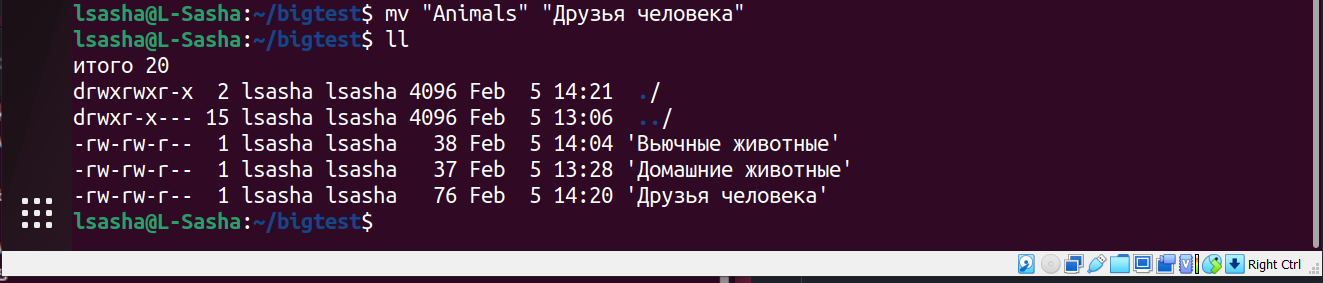 lsasha@L-Sasha:~/bigtest$ mv "Animals" "Друзья человека"
lsasha@L-Sasha:~/bigtest$ ll
итого 20
drwxrwxr-x  2 lsasha lsasha 4096 Feb  5 14:21  ./
drwxr-x--- 15 lsasha lsasha 4096 Feb  5 13:06  ../
-rw-rw-r--  1 lsasha lsasha   38 Feb  5 14:04 'Вьючные животные'
-rw-rw-r--  1 lsasha lsasha   37 Feb  5 13:28 'Домашние животные'
-rw-rw-r--  1 lsasha lsasha   76 Feb  5 14:20 'Друзья человека'
lsasha@L-Sasha:~/bigtest$
Right Ctrl